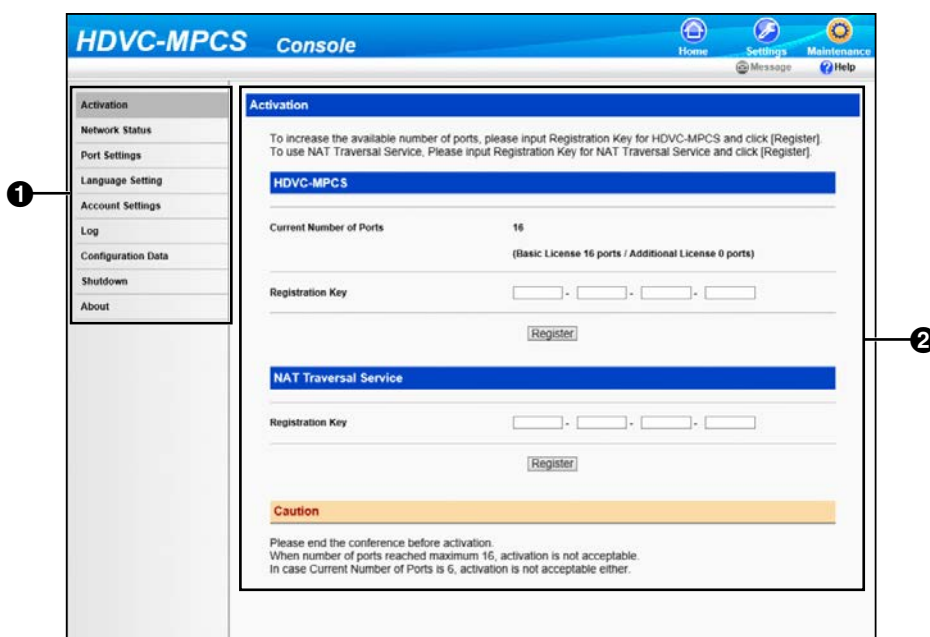 HDVC-MPCS Console
Home Settings Maintenance
Message Help
1
Activation
Network Status
Port Settings
Language Setting
Account Settings
Log
Configuration Data
Shutdown
About
2
Activation
To increase the available number of ports, please input Registration Key for HDVC-MPCS and click [Register].
To use NAT Traversal Service, Please input Registration Key for NAT Traversal Service and click [Register].
HDVC-MPCS
Current Number of Ports 16
(Basic License 16 ports / Additional License 0 ports)
Registration Key - - -
Register
NAT Traversal Service
Registration Key - - -
Register
Caution
Please end the conference before activation.
When number of ports reached maximum 16, activation is not acceptable.
In case Current Number of Ports is 6, activation is not acceptable either.